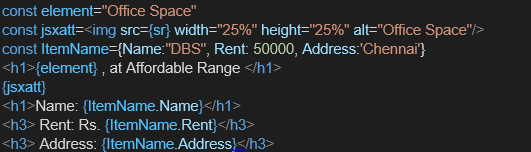 const element="Office Space"
const jsxatt=<img src={sr} width="25%" height="25%" alt="Office Space"/>
const ItemName={Name:"DBS", Rent: 50000, Address:'Chennai'}
<h1>{element} , at Affordable Range </h1>
{jsxatt}
<h1>Name: {ItemName.Name}</h1>
<h3> Rent: Rs. {ItemName.Rent}</h3>
<h3> Address: {ItemName.Address}</h3>